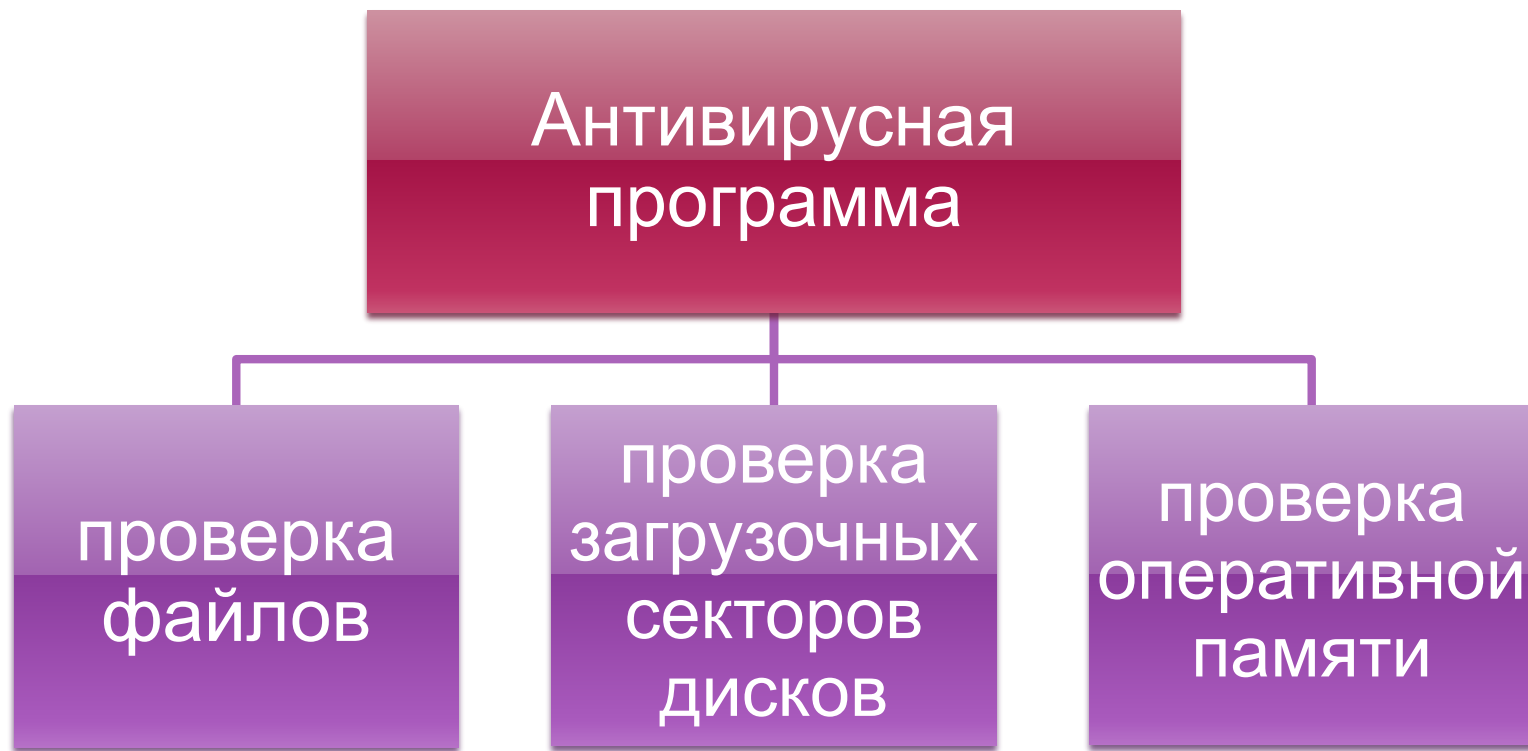 Антивирусная
программа
проверка
файлов
проверка
загрузочных
секторов
дисков
проверка
оперативной
памяти